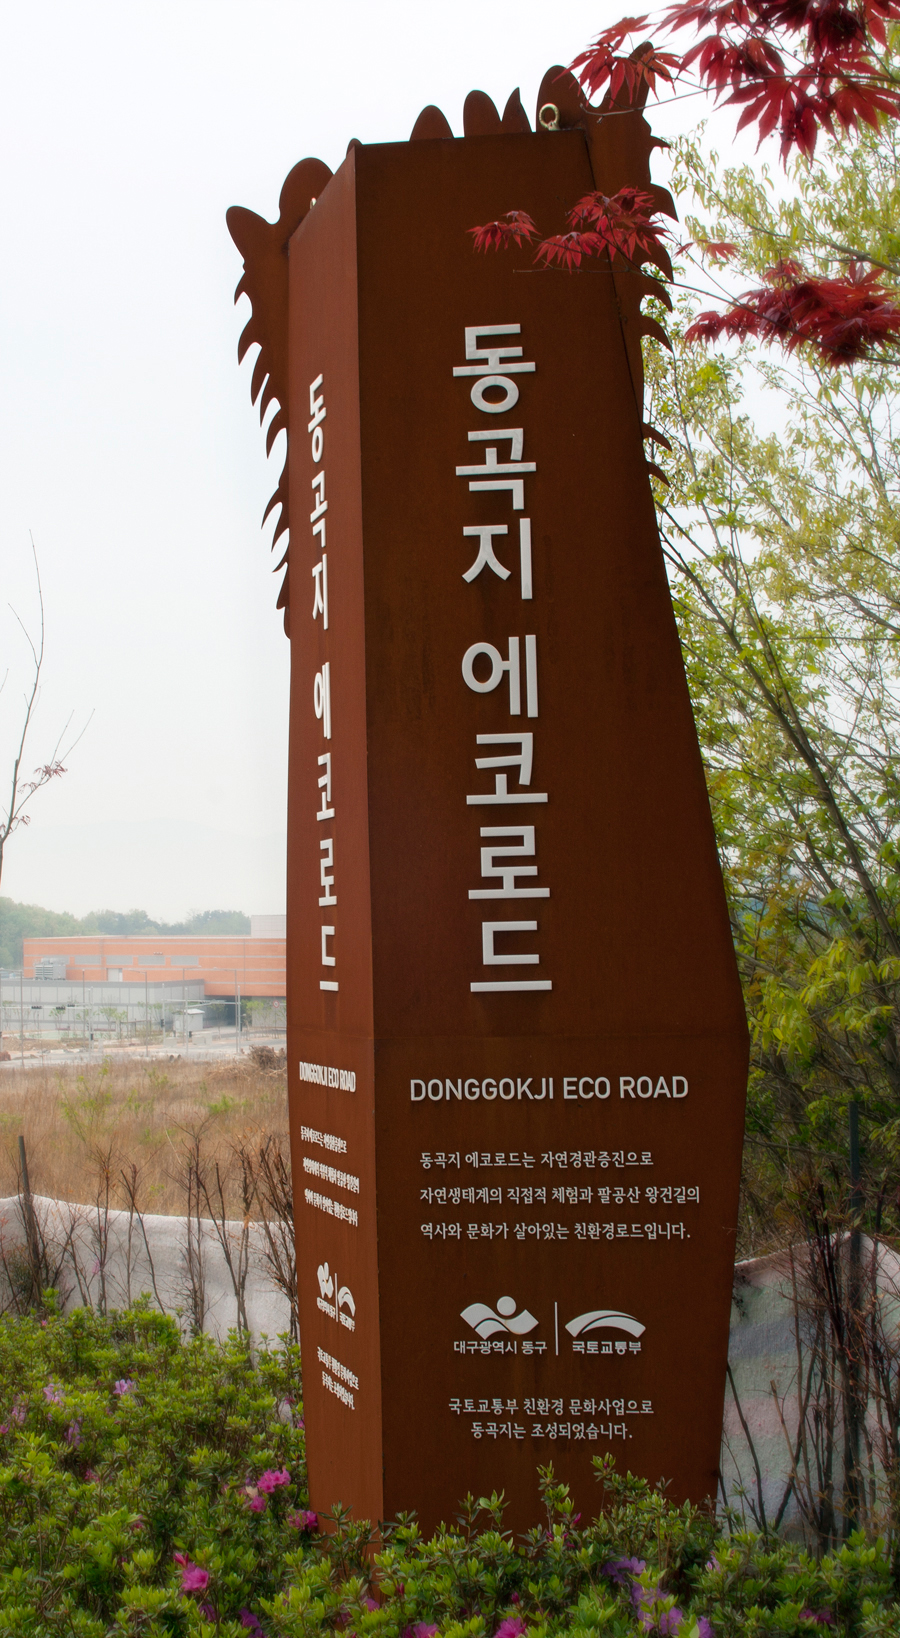 동곡지 에코로드
DONGGOKJI ECO ROAD
동곡지 에코로드는 자연경관증진으로
자연생태계의 직접적 체험과 팔공산 왕건길의
역사와 문화가 살아있는 친환경로드입니다.
대구광역시 동구
국토교통부
국토교통부 친환경 문화사업으로
동곡지는 조성되었습니다.
동곡지 에코로드
DONGGOKJI ECO ROAD